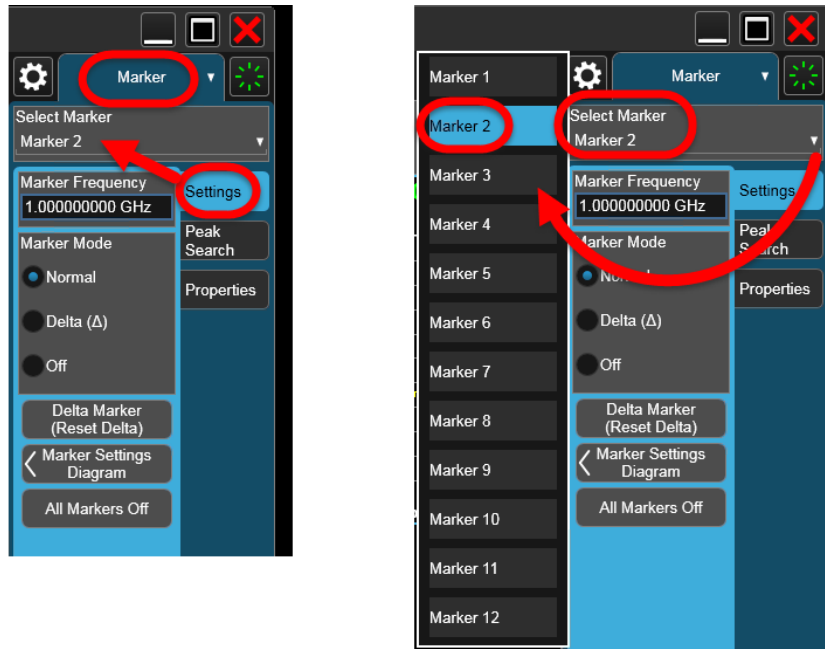 Marker
Select Marker
Marker 2
Marker Frequency
1.000000000 GHz
Settings
Marker Mode
Peak
Search
Normal
Properties
Delta (Δ)
Off
Delta Marker
(Reset Delta)
Marker Settings
Diagram
All Markers Off
Marker 1
Marker 2
Marker 3
Marker 4
Marker 5
Marker 6
Marker 7
Marker 8
Marker 9
Marker 10
Marker 11
Marker 12
Marker
Select Marker
Marker 2
Marker Frequency
1.000000000 GHz
Settings
Marker Mode
Delta (Δ)
Properties
Off
Delta Marker
(Reset Delta)
Marker Settings
Diagram
All Markers Off